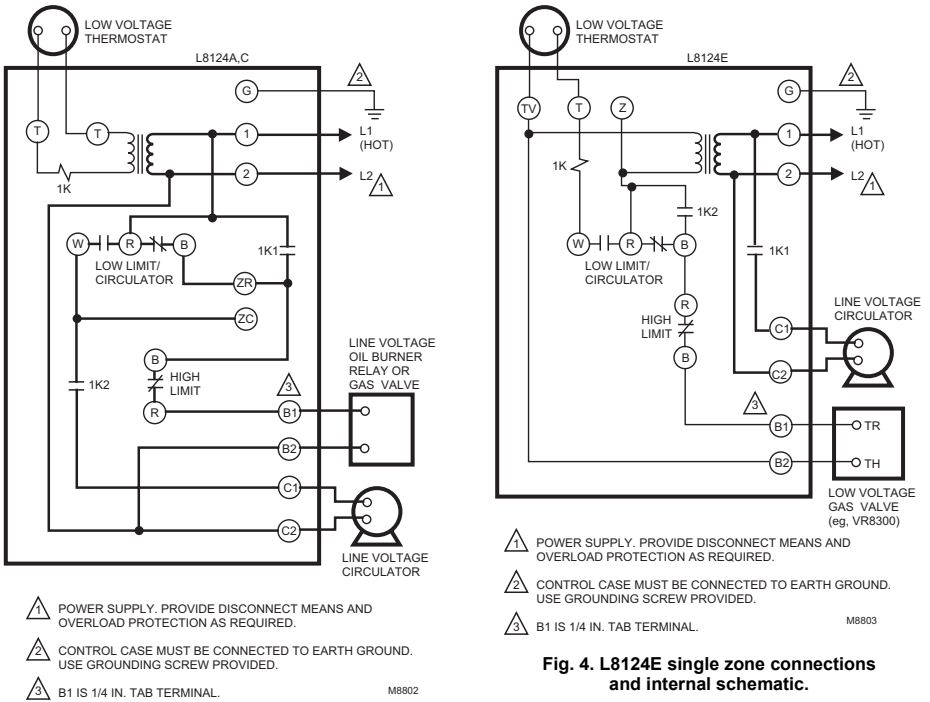 LOW VOLTAGE
THERMOSTAT
L8124A,C
2
G
T
T
1
L1
(HOT)
1K
2
L2
1
W
R
B
1K1
LOW LIMIT/
CIRCULATOR
ZR
ZC
LINE VOLTAGE
OIL BURNER
RELAY OR
GAS VALVE
B
1K2
HIGH
LIMIT
3
R
B1
B2
C1
C2
LINE VOLTAGE
CIRCULATOR
1 POWER SUPPLY. PROVIDE DISCONNECT MEANS AND
OVERLOAD PROTECTION AS REQUIRED.
2 CONTROL CASE MUST BE CONNECTED TO EARTH GROUND.
USE GROUNDING SCREW PROVIDED.
3 B1 IS 1/4 IN. TAB TERMINAL.
M8802
LOW VOLTAGE
THERMOSTAT
L8124E
2
G
TV
T
Z
1
L1
(HOT)
1K
2
L2
1
1K2
W
R
B
1K1
LOW LIMIT/
CIRCULATOR
R
LINE VOLTAGE
CIRCULATOR
HIGH
LIMIT
C1
B
C2
3
B1
TR
B2
TH
LOW VOLTAGE
GAS VALVE
(eg, VR8300)
1 POWER SUPPLY. PROVIDE DISCONNECT MEANS AND
OVERLOAD PROTECTION AS REQUIRED.
2 CONTROL CASE MUST BE CONNECTED TO EARTH GROUND.
USE GROUNDING SCREW PROVIDED.
3 B1 IS 1/4 IN. TAB TERMINAL.
M8803
Fig. 4. L8124E single zone connections
and internal schematic.